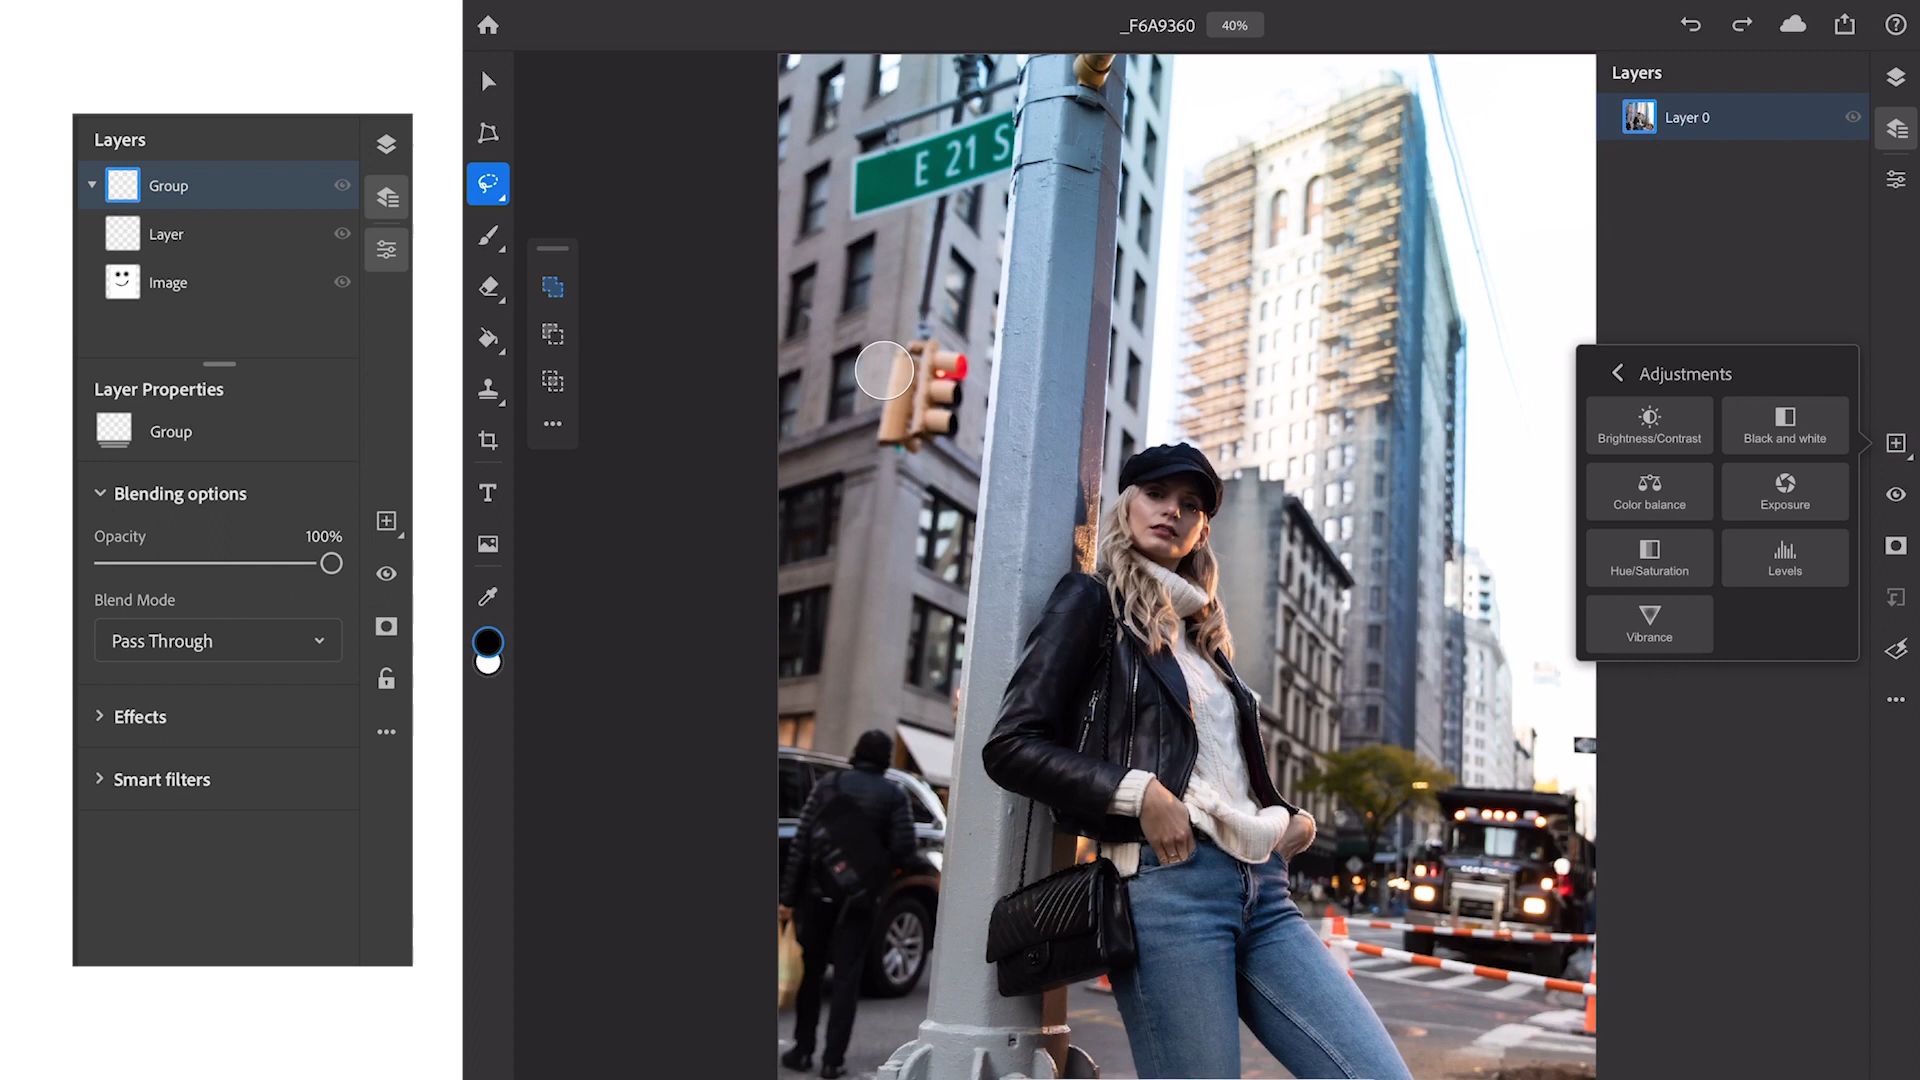 Layers
Group
Layer
Image
Layer Properties
Group
Blending options
Opacity 100%
Blend Mode
Pass Through
Effects
Smart filters
_F6A9360 40%
E 21 S
Layers
Layer 0
Adjustments
Brightness/Contrast
Black and white
Color balance
Exposure
Hue/Saturation
Levels
Vibrance